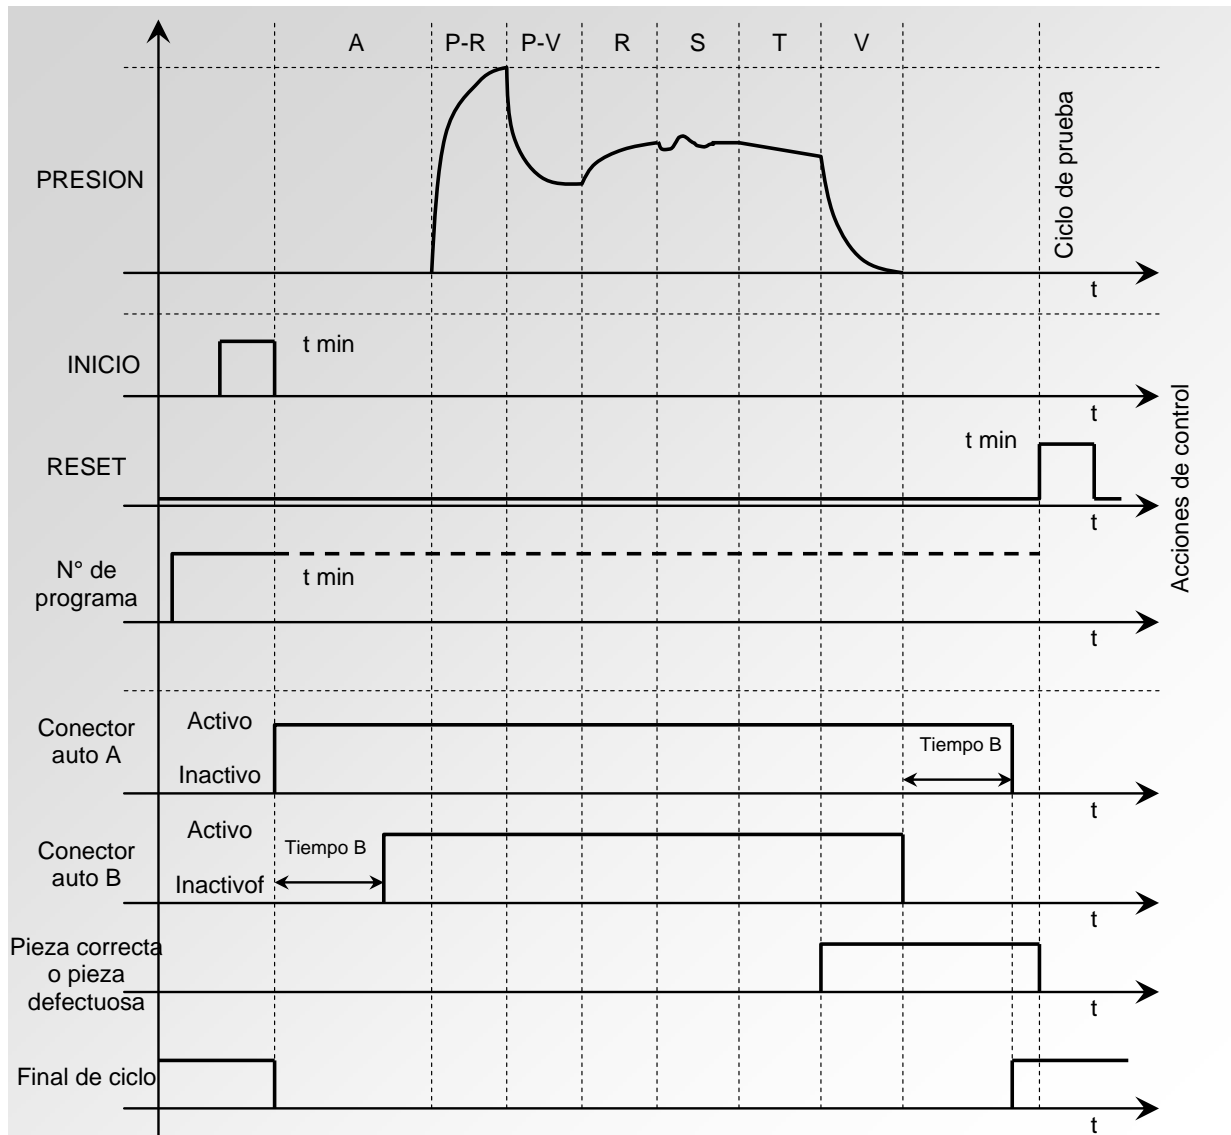 A P-R P-V R S T V
PRESION
Ciclo de prueba
t
t min
INICIO
t
Acciones de control
t min
RESET
t
N° de
programa
t min
t
Conector
auto A
Activo
Inactivo
Tiempo B
t
Conector
auto B
Activo
Inactivof
Tiempo B
t
Pieza correcta
o pieza
defectuosa
t
Final de ciclo
t